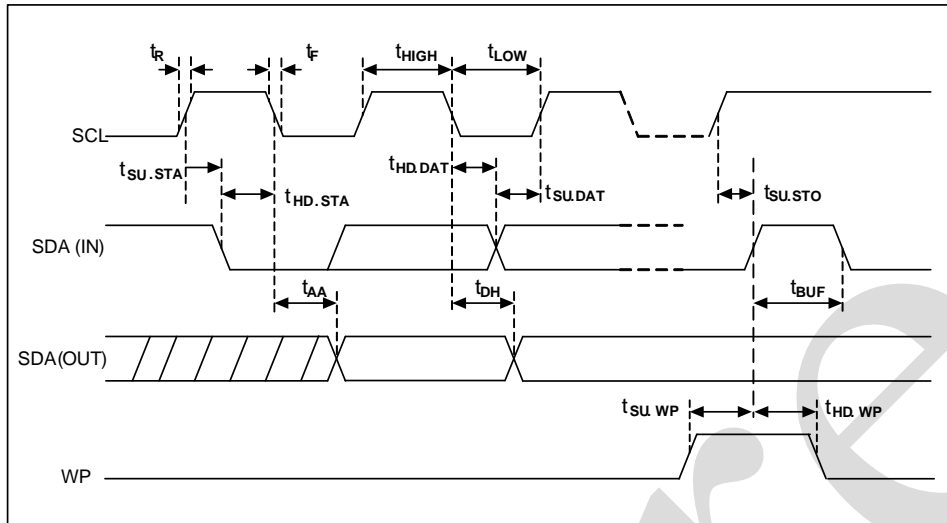 tR
tF
tHIGH
tLOW
SCL
tSU.STA
tHD.STA
tHD.DAT
tSU.DAT
tSU.STO
SDA (IN)
tAA
tDH
tBUF
SDA(OUT)
tSU.WP
tHD.WP
WP